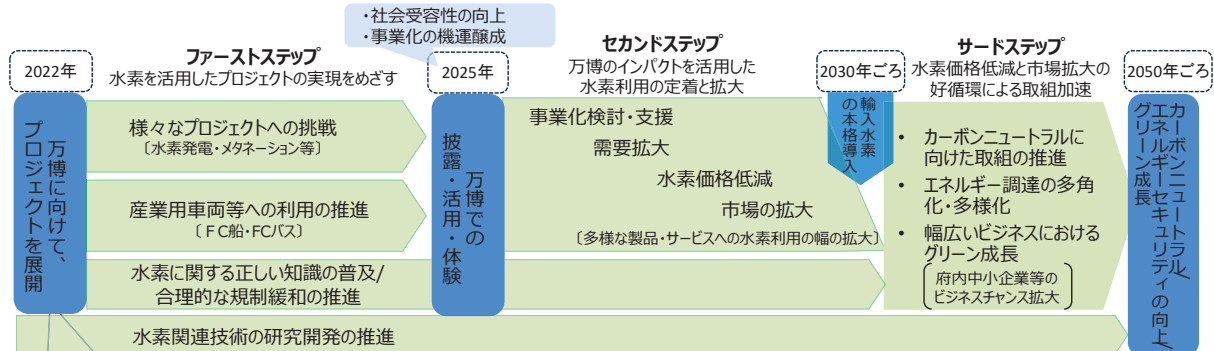 ・社会受容性の向上
・事業化の機運醸成
2022年
ファーストステップ
水素を活用したプロジェクトの実現をめざす
2025年
セカンドステップ
万博のインパクトを活用した
水素利用の定着と拡大
2030年ごろ
サードステップ
水素価格低減と市場拡大の
好循環による取組加速
2050年ごろ
万博に向けて、
プロジェクトを展開
様々なプロジェクトへの挑戦
〔水素発電・メタネーション等〕
産業用車両等への利用の推進
〔ＦＣ船・FCバス〕
水素に関する正しい知識の普及/
合理的な規制緩和の推進
水素関連技術の研究開発の推進
万博での
披露・活用・体験
事業化検討・支援
需要拡大
水素価格低減
市場の拡大
〔多様な製品・サービスへの水素利用の幅の拡大〕
輸入水素
の本格導入
• カーボンニュートラルに
向けた取組の推進
• エネルギー調達の多角
化・多様化
• 幅広いビジネスにおける
グリーン成長
府内中小企業等の
ビジネスチャンス拡大
カーボンニュートラル/
エネルギーセキュリティの向上/
グリーン成長